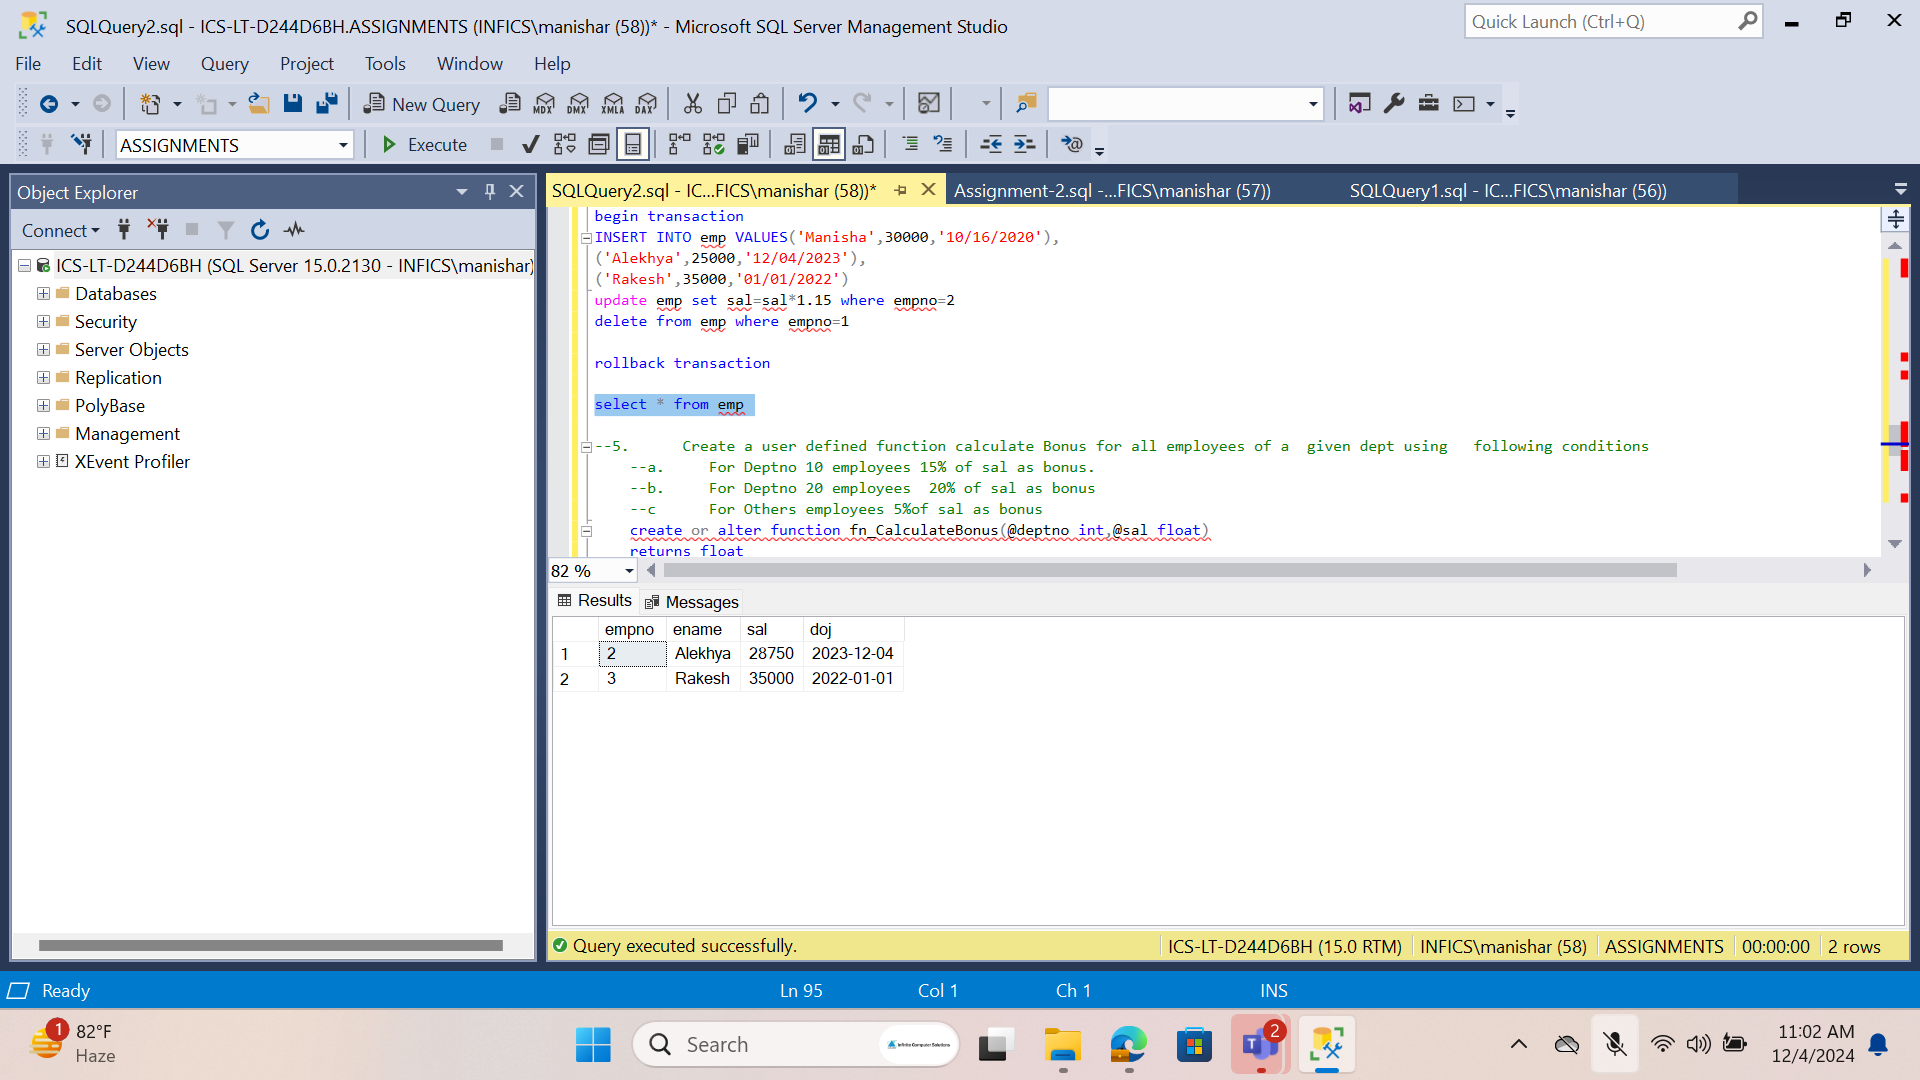 SQLQuery2.sql - ICS-LT-D244D6BH.ASSIGNMENTS (INFICS\manishar (58))* - Microsoft SQL Server Management Studio
Quick Launch (Ctrl+Q)
File Edit View Query Project Tools Window Help
New Query MDX DMX XMLA DAX
ASSIGNMENTS Execute
Object Explorer
Connect
ICS-LT-D244D6BH (SQL Server 15.0.2130 - INFICS\manishar)
Databases
Security
Server Objects
Replication
PolyBase
Management
XEvent Profiler
SQLQuery2.sql - IC...FICS\manishar (58))* Assignment-2.sql -...FICS\manishar (57)) SQLQuery1.sql - IC...FICS\manishar (56))
begin transaction
INSERT INTO emp VALUES('Manisha',30000,'10/16/2020'),
('Alekhya',25000,'12/04/2023'),
('Rakesh',35000,'01/01/2022')
update emp set sal=sal*1.15 where empno=2
delete from emp where empno=1
rollback transaction
select * from emp
--5. Create a user defined function calculate Bonus for all employees of a given dept using following conditions
--a. For Deptno 10 employees 15% of sal as bonus.
--b. For Deptno 20 employees 20% of sal as bonus
--c For Others employees 5%of sal as bonus
create or alter function fn_CalculateBonus(@deptno int,@sal float)
returns float
82 %
Results Messages
empno ename sal doj
1 2 Alekhya 28750 2023-12-04
2 3 Rakesh 35000 2022-01-01
Query executed successfully. ICS-LT-D244D6BH (15.0 RTM) INFICS\manishar (58) ASSIGNMENTS 00:00:00 2 rows
Ready Ln 95 Col 1 Ch 1 INS
1 82°F
Haze
Search
Infinite Computer Solutions
T 2
11:02 AM
12/4/2024